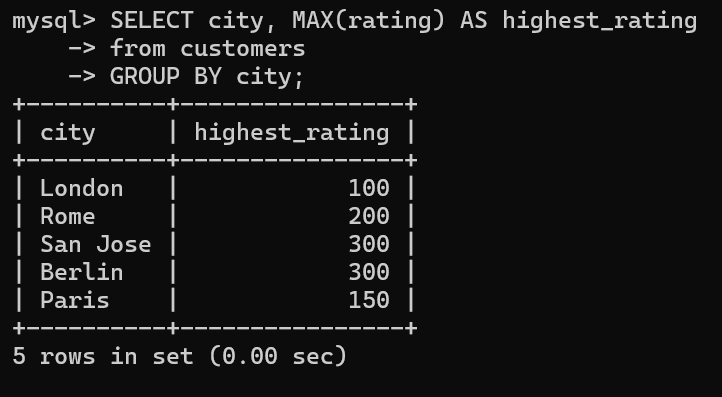 mysql> SELECT city, MAX(rating) AS highest_rating
    -> from customers
    -> GROUP BY city;
+----------+----------------+
| city     | highest_rating |
+----------+----------------+
| London   |            100 |
| Rome     |            200 |
| San Jose |            300 |
| Berlin   |            300 |
| Paris    |            150 |
+----------+----------------+
5 rows in set (0.00 sec)